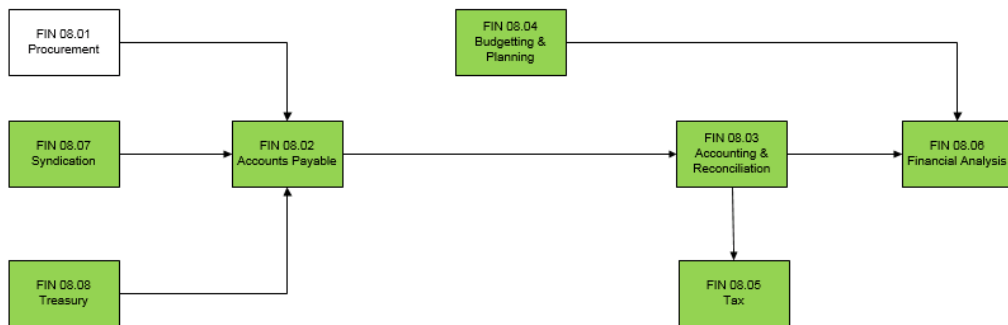 FIN 08.01
Procurement
FIN 08.04
Budgetting &
Planning
FIN 08.07
Syndication
FIN 08.02
Accounts Payable
FIN 08.03
Accounting &
Reconciliation
FIN 08.06
Financial Analysis
FIN 08.08
Treasury
FIN 08.05
Tax